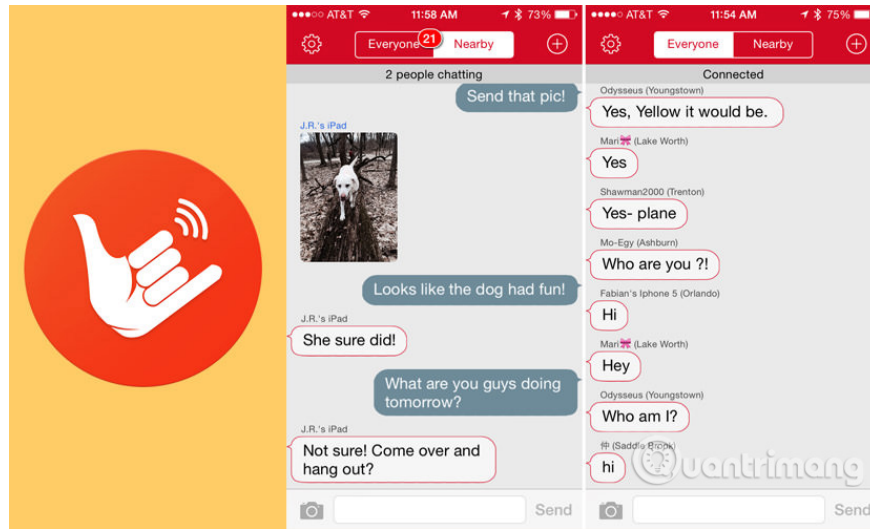 AT&T 11:58 AM 73%
Everyone 21 Nearby
2 people chatting
Send that pic!
J.R.'s iPad
Looks like the dog had fun!
J.R.'s iPad
She sure did!
What are you guys doing
tomorrow?
J.R.'s iPad
Not sure! Come over and
hang out?
Send
AT&T 11:54 AM 75%
Everyone Nearby
Connected
Odysseus (Youngstown)
Yes, Yellow it would be.
Mari (Lake Worth)
Yes
Shawman2000 (Trenton)
Yes- plane
Mo-Egy (Ashburn)
Who are you ?!
Fabian's Iphone 5 (Orlando)
Hi
Mari (Lake Worth)
Hey
Odysseus (Youngstown)
Who am I?
仲 (Saddle Brook)
hi
Quantrimang
Send